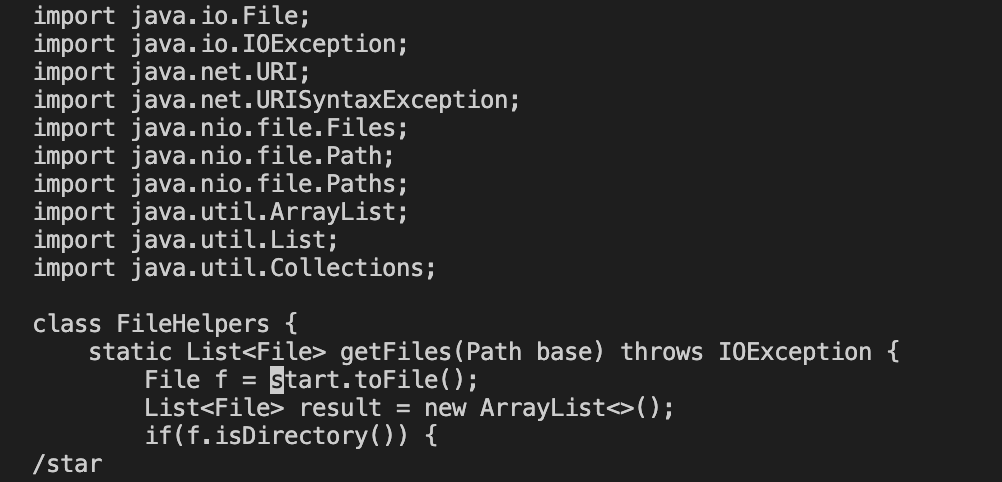 import java.io.File;
import java.io.IOException;
import java.net.URI;
import java.net.URISyntaxException;
import java.nio.file.Files;
import java.nio.file.Path;
import java.nio.file.Paths;
import java.util.ArrayList;
import java.util.List;
import java.util.Collections;

class FileHelpers {
    static List<File> getFiles(Path base) throws IOException {
        File f = start.toFile();
        List<File> result = new ArrayList<>();
        if(f.isDirectory()) {
/star